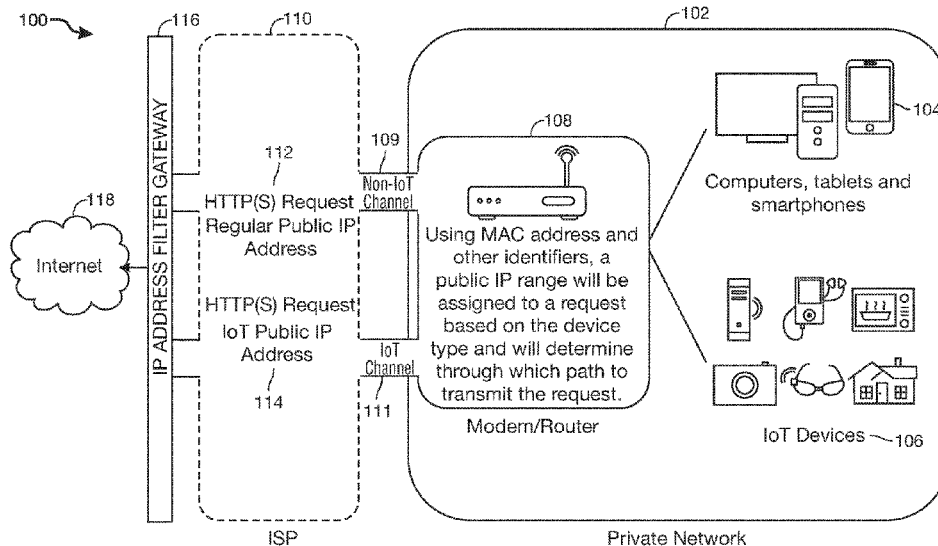 100
116
110
102
IP ADDRESS FILTER GATEWAY
118
Internet
112
HTTP(S) Request
Regular Public IP
Address
HTTP(S) Request
IoT Public IP
Address
114
109
Non-IoT
Channel
IoT
Channel
111
108
Using MAC address and
other identifiers, a
public IP range will be
assigned to a request
based on the device
type and will determine
through which path to
transmit the request.
Modem/Router
104
Computers, tablets and
smartphones
IoT Devices
106
ISP
Private Network